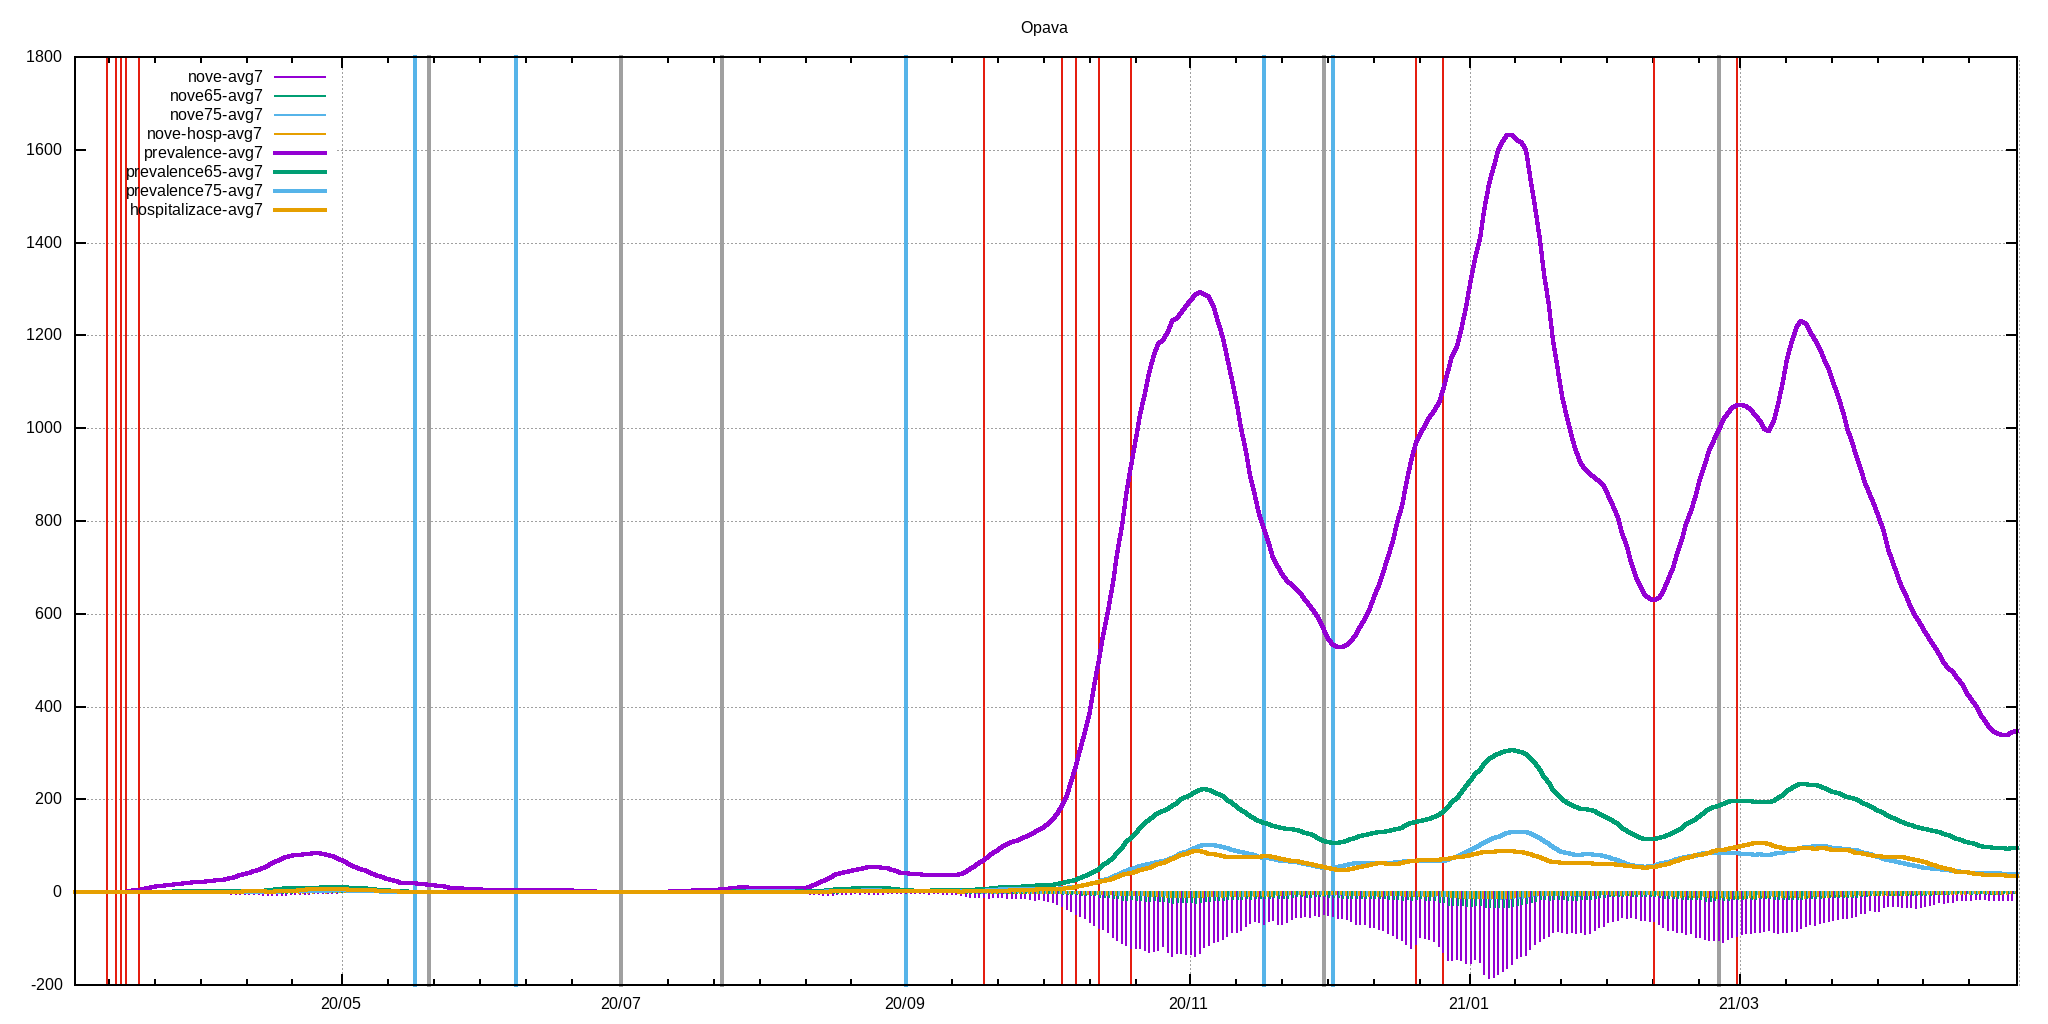 Opava
1800
1600
1400
1200
1000
800
600
400
200
0
-200
nove-avg7
nove65-avg7
nove75-avg7
nove-hosp-avg7
prevalence-avg7
prevalence65-avg7
prevalence75-avg7
hospitalizace-avg7
20/05 20/07 20/09 20/11 21/01 21/03